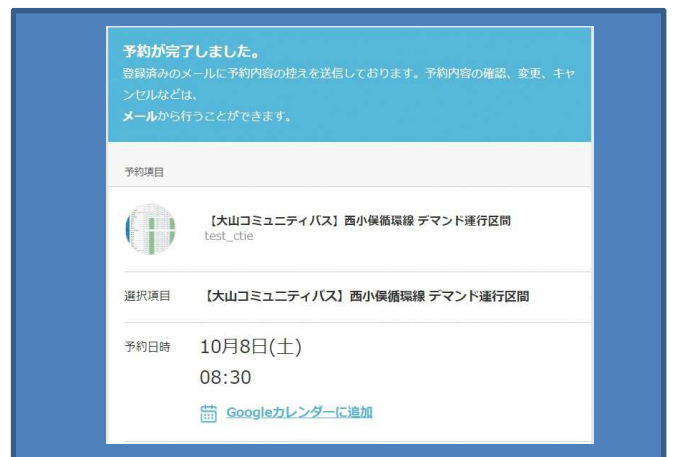 予約が完了しました。
登録済みのメールに予約内容の控えを送信しております。予約内容の確認、変更、キャ
ンセルなどは、
メールから行うことができます。
予約項目
【大山コミュニティバス】西小俣循環線 デマンド運行区間
test_ctie
選択項目 【大山コミュニティバス】西小俣循環線 デマンド運行区間
予約日時 10月8日(土)
08:30
Googleカレンダーに追加